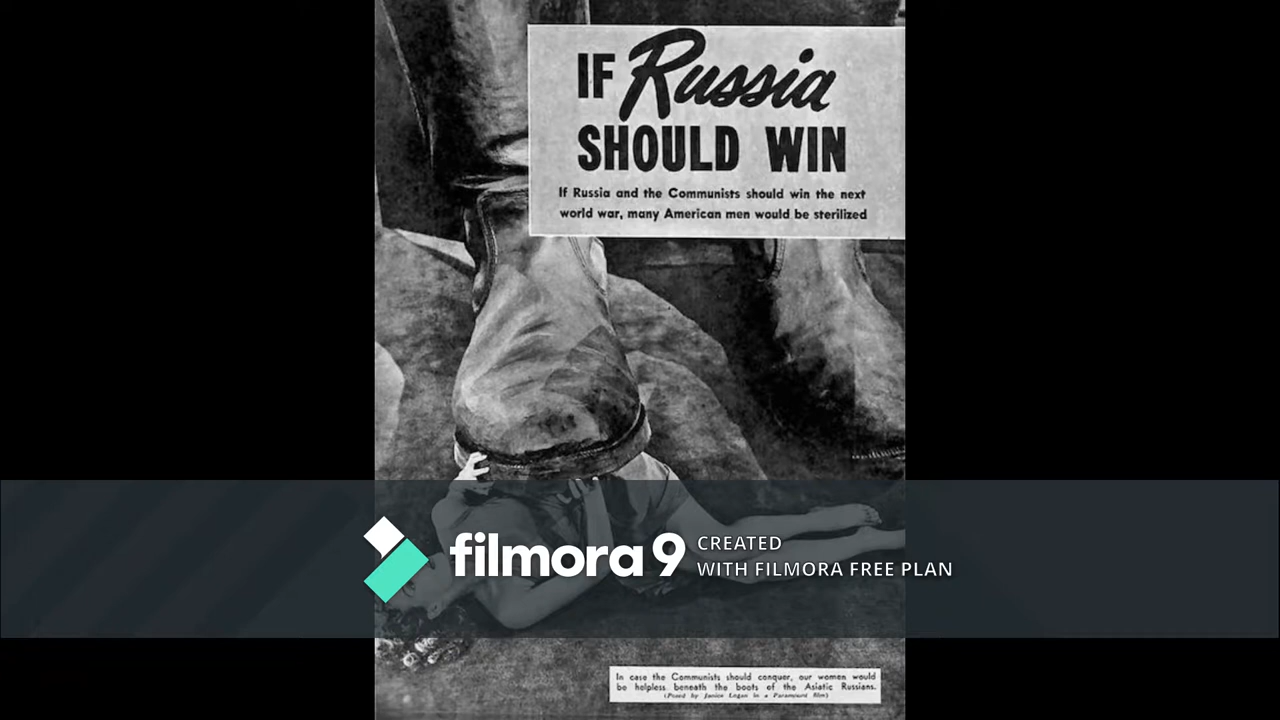 IF Russia
SHOULD WIN
If Russia and the Communists should win the next
world war, many American men would be sterilized
filmora9 CREATED
WITH FILMORA FREE PLAN
In case the Communists should conquer, our women would
be helpless beneath the boots of the Asiatic Russians.
(Posed by Janice Logan in a Paramount film)